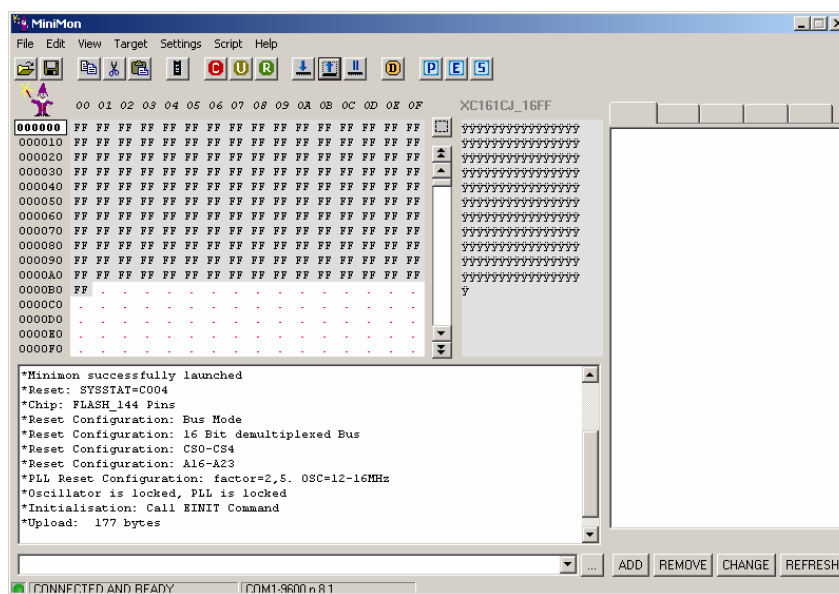 MiniMon
File Edit View Target Settings Script Help
C U R D P E S
00 01 02 03 04 05 06 07 08 09 0A 0B 0C 0D 0E 0F XC161CJ_16FF
000000 FF FF FF FF FF FF FF FF FF FF FF FF FF FF FF FF ÿÿÿÿÿÿÿÿÿÿÿÿÿÿÿÿ
000010 FF FF FF FF FF FF FF FF FF FF FF FF FF FF FF FF ÿÿÿÿÿÿÿÿÿÿÿÿÿÿÿÿ
000020 FF FF FF FF FF FF FF FF FF FF FF FF FF FF FF FF ÿÿÿÿÿÿÿÿÿÿÿÿÿÿÿÿ
000030 FF FF FF FF FF FF FF FF FF FF FF FF FF FF FF FF ÿÿÿÿÿÿÿÿÿÿÿÿÿÿÿÿ
000040 FF FF FF FF FF FF FF FF FF FF FF FF FF FF FF FF ÿÿÿÿÿÿÿÿÿÿÿÿÿÿÿÿ
000050 FF FF FF FF FF FF FF FF FF FF FF FF FF FF FF FF ÿÿÿÿÿÿÿÿÿÿÿÿÿÿÿÿ
000060 FF FF FF FF FF FF FF FF FF FF FF FF FF FF FF FF ÿÿÿÿÿÿÿÿÿÿÿÿÿÿÿÿ
000070 FF FF FF FF FF FF FF FF FF FF FF FF FF FF FF FF ÿÿÿÿÿÿÿÿÿÿÿÿÿÿÿÿ
000080 FF FF FF FF FF FF FF FF FF FF FF FF FF FF FF FF ÿÿÿÿÿÿÿÿÿÿÿÿÿÿÿÿ
000090 FF FF FF FF FF FF FF FF FF FF FF FF FF FF FF FF ÿÿÿÿÿÿÿÿÿÿÿÿÿÿÿÿ
0000A0 FF FF FF FF FF FF FF FF FF FF FF FF FF FF FF FF ÿÿÿÿÿÿÿÿÿÿÿÿÿÿÿÿ
0000B0 FF . . . . . . . . . . . . . . . ÿ
0000C0 . . . . . . . . . . . . . . . .
0000D0 . . . . . . . . . . . . . . . .
0000E0 . . . . . . . . . . . . . . . .
0000F0 . . . . . . . . . . . . . . . .
*Minimon successfully launched
*Reset: SYSSTAT=C004
*Chip: FLASH_144 Pins
*Reset Configuration: Bus Mode
*Reset Configuration: 16 Bit demultiplexed Bus
*Reset Configuration: CS0-CS4
*Reset Configuration: A16-A23
*PLL Reset Configuration: factor=2,5. OSC=12-16MHz
*Oscillator is locked, PLL is locked
*Initialisation: Call EINIT Command
*Upload: 177 bytes
... ADD REMOVE CHANGE REFRESH
CONNECTED AND READY COM1-9600 n 8 1